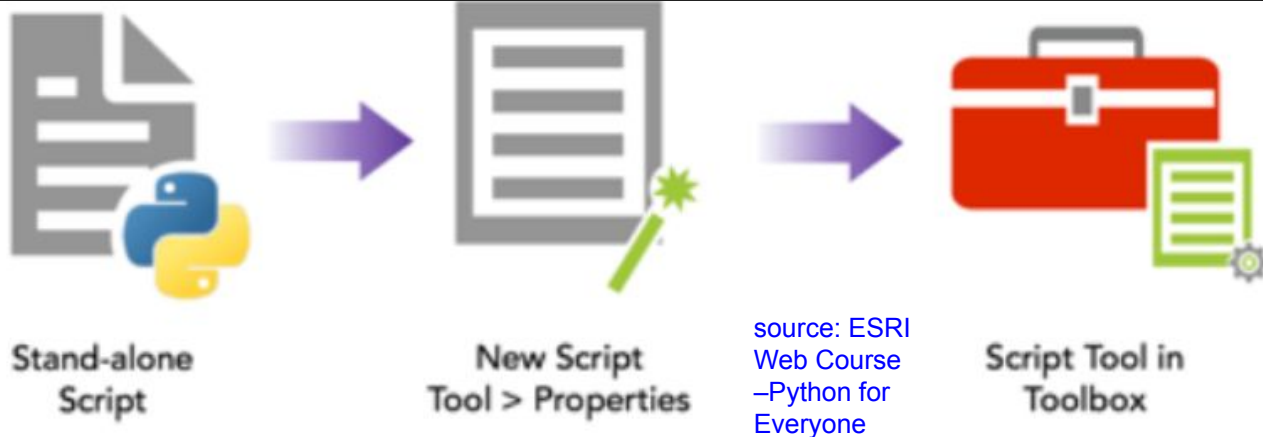 Stand-alone
Script
New Script
Tool > Properties
source: ESRI
Web Course
–Python for
Everyone
Script Tool in
Toolbox